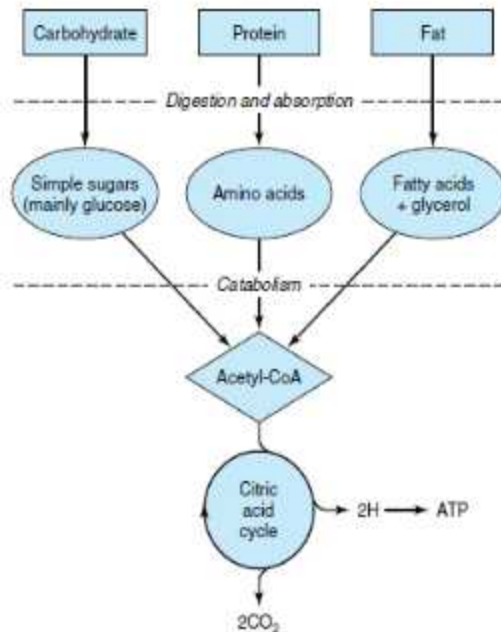 Carbohydrate
Protein
Fat
Digestion and absorption
Simple sugars
(mainly glucose)
Amino acids
Fatty acids
+ glycerol
Catabolism
Acetyl-CoA
Citric
acid
cycle
2H
ATP
2CO₂